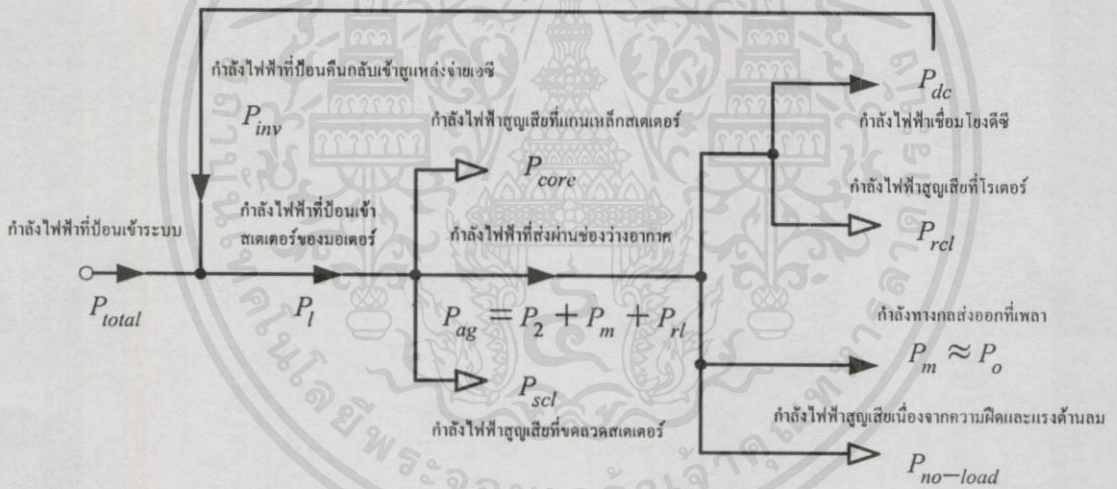 กำลังไฟฟ้าที่ป้อนคืนกลับเข้าสู่แหล่งจ่ายเอซี
P_inv
กำลังไฟฟ้าสูญเสียที่แกนเหล็กสเตเตอร์
P_core
P_dc
กำลังไฟฟ้าเชื่อมโยงดีซี
กำลังไฟฟ้าสูญเสียที่โรเตอร์
P_rcl
กำลังไฟฟ้าที่ป้อนเข้าระบบ
P_total
กำลังไฟฟ้าที่ป้อนเข้า
สเตเตอร์ของมอเตอร์
P_l
กำลังไฟฟ้าที่ส่งผ่านช่องว่างอากาศ
P_ag = P_2 + P_m + P_rl
P_scl
กำลังไฟฟ้าสูญเสียที่ขดลวดสเตเตอร์
กำลังทางกลส่งออกที่เพลา
P_m ≈ P_o
กำลังไฟฟ้าสูญเสียเนื่องจากความฝืดและแรงต้านลม
P_no-load